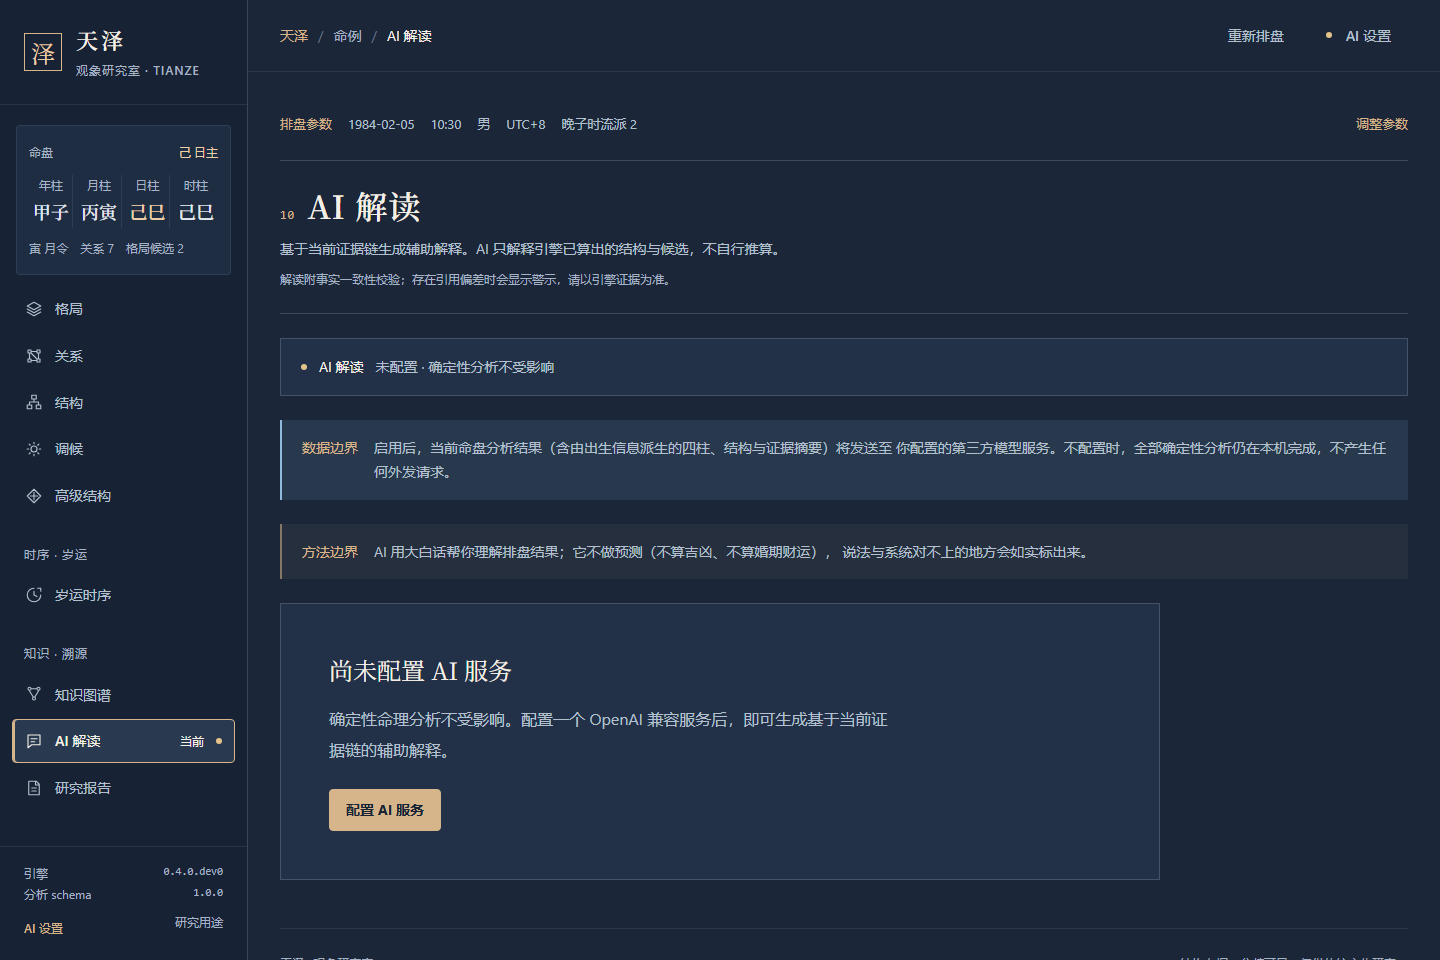 泽
天泽
观象研究室 · TIANZE
命盘 己 日主
年柱 月柱 日柱 时柱
甲子 丙寅 己巳 己巳
寅 月令 关系 7 格局候选 2
格局
关系
结构
调候
高级结构
时序 · 岁运
岁运时序
知识 · 溯源
知识图谱
AI 解读 当前
研究报告
引擎 0.4.0.dev0
分析 schema 1.0.0
AI 设置 研究用途
天泽 / 命例 / AI 解读
重新排盘 AI 设置
排盘参数 1984-02-05 10:30 男 UTC+8 晚子时流派 2 调整参数
10 AI 解读
基于当前证据链生成辅助解释。AI 只解释引擎已算出的结构与候选，不自行推算。
解读附事实一致性校验；存在引用偏差时会显示警示，请以引擎证据为准。
AI 解读 未配置 · 确定性分析不受影响
数据边界 启用后，当前命盘分析结果（含由出生信息派生的四柱、结构与证据摘要）将发送至 你配置的第三方模型服务。不配置时，全部确定性分析仍在本机完成，不产生任
何外发请求。
方法边界 AI 用大白话帮你理解排盘结果；它不做预测（不算吉凶、不算婚期财运）， 说法与系统对不上的地方会如实标出来。
尚未配置 AI 服务
确定性命理分析不受影响。配置一个 OpenAI 兼容服务后，即可生成基于当前证
据链的辅助解释。
配置 AI 服务